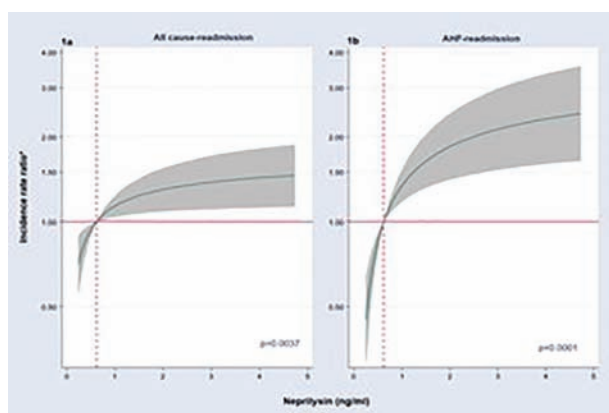 1a
All cause-readmission
1b
AHF-readmission
Incidence rate ratio*
4.00
3.00
2.00
1.50
1.00
0.50
4.00
3.00
2.00
1.50
1.00
0.50
p=0.0037
p=0.0001
0 1 2 3 4 5
0 1 2 3 4 5
Neprilysin (ng/ml)